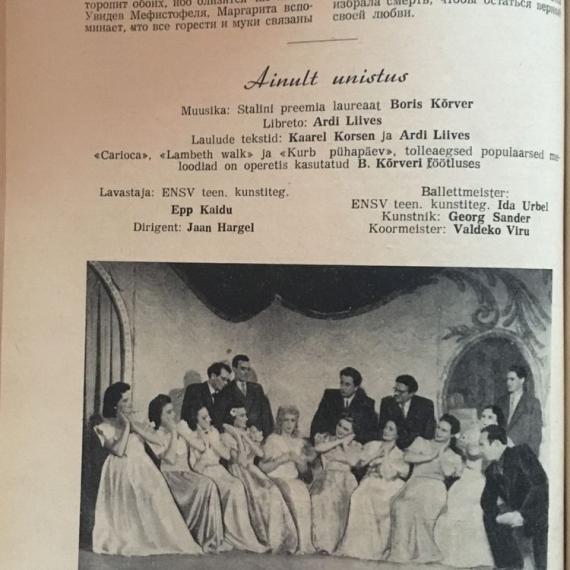 торопит обоих, ибо близится
Увидев Мефистофеля, Маргарита вспо-
минает, что все горести и муки связаны
избрала смерть, чтобы остаться верной
своей любви.
Ainult unistus
Muusika: Stalini preemia laureaat Boris Kõrver
Libreto: Ardi Liives
Laulude tekstid: Kaarel Korsen ja Ardi Liives
«Carioca», «Lambeth walk» ja «Kurb pühapäev», tolleaegsed populaarsed me-
loodiad on operetis kasutatud B. Kõrveri töötluses
Lavastaja: ENSV teen. kunstiteg.
Epp Kaidu
Dirigent: Jaan Hargel
Ballettmeister:
ENSV teen. kunstiteg. Ida Urbel
Kunstnik: Georg Sander
Koormeister: Valdeko Viru